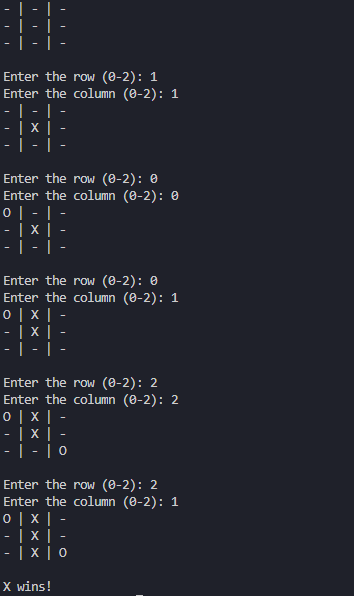 - | - | -
- | - | -
- | - | -
Enter the row (0-2): 1
Enter the column (0-2): 1
- | - | -
- | X | -
- | - | -
Enter the row (0-2): 0
Enter the column (0-2): 0
O | - | -
- | X | -
- | - | -
Enter the row (0-2): 0
Enter the column (0-2): 1
O | X | -
- | X | -
- | - | -
Enter the row (0-2): 2
Enter the column (0-2): 2
O | X | -
- | X | -
- | - | O
Enter the row (0-2): 2
Enter the column (0-2): 1
O | X | -
- | X | -
- | X | O
X wins!